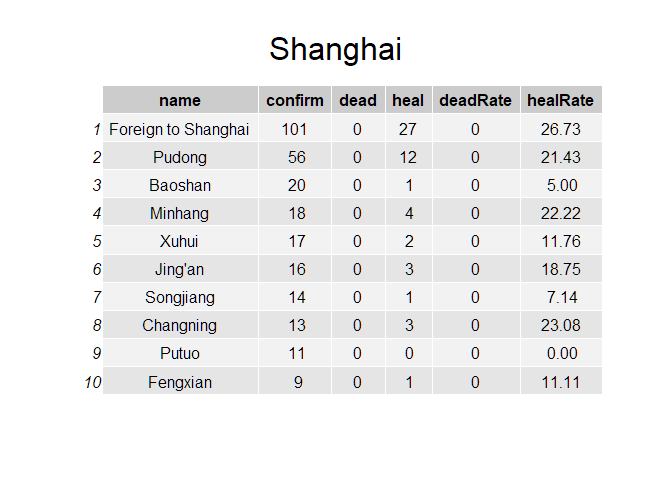 Shanghai
name confirm dead heal deadRate healRate
1 Foreign to Shanghai 101 0 27 0 26.73
2 Pudong 56 0 12 0 21.43
3 Baoshan 20 0 1 0 5.00
4 Minhang 18 0 4 0 22.22
5 Xuhui 17 0 2 0 11.76
6 Jing'an 16 0 3 0 18.75
7 Songjiang 14 0 1 0 7.14
8 Changning 13 0 3 0 23.08
9 Putuo 11 0 0 0 0.00
10 Fengxian 9 0 1 0 11.11